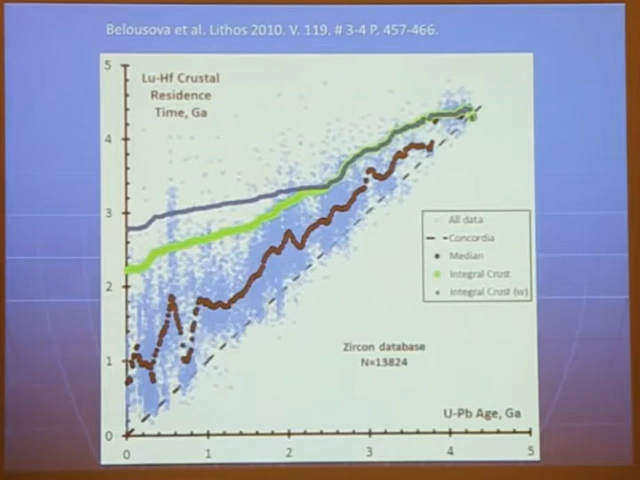 Belousova et al. Lithos 2010. V. 119. # 3-4 P. 457-466.
5
Lu-Hf Crustal
Residence
Time, Ga
4
3
All data
Concordia
Median
Integral Crust
Integral Crust (w)
2
Zircon database
N=13824
1
U-Pb Age, Ga
0
0 1 2 3 4 5